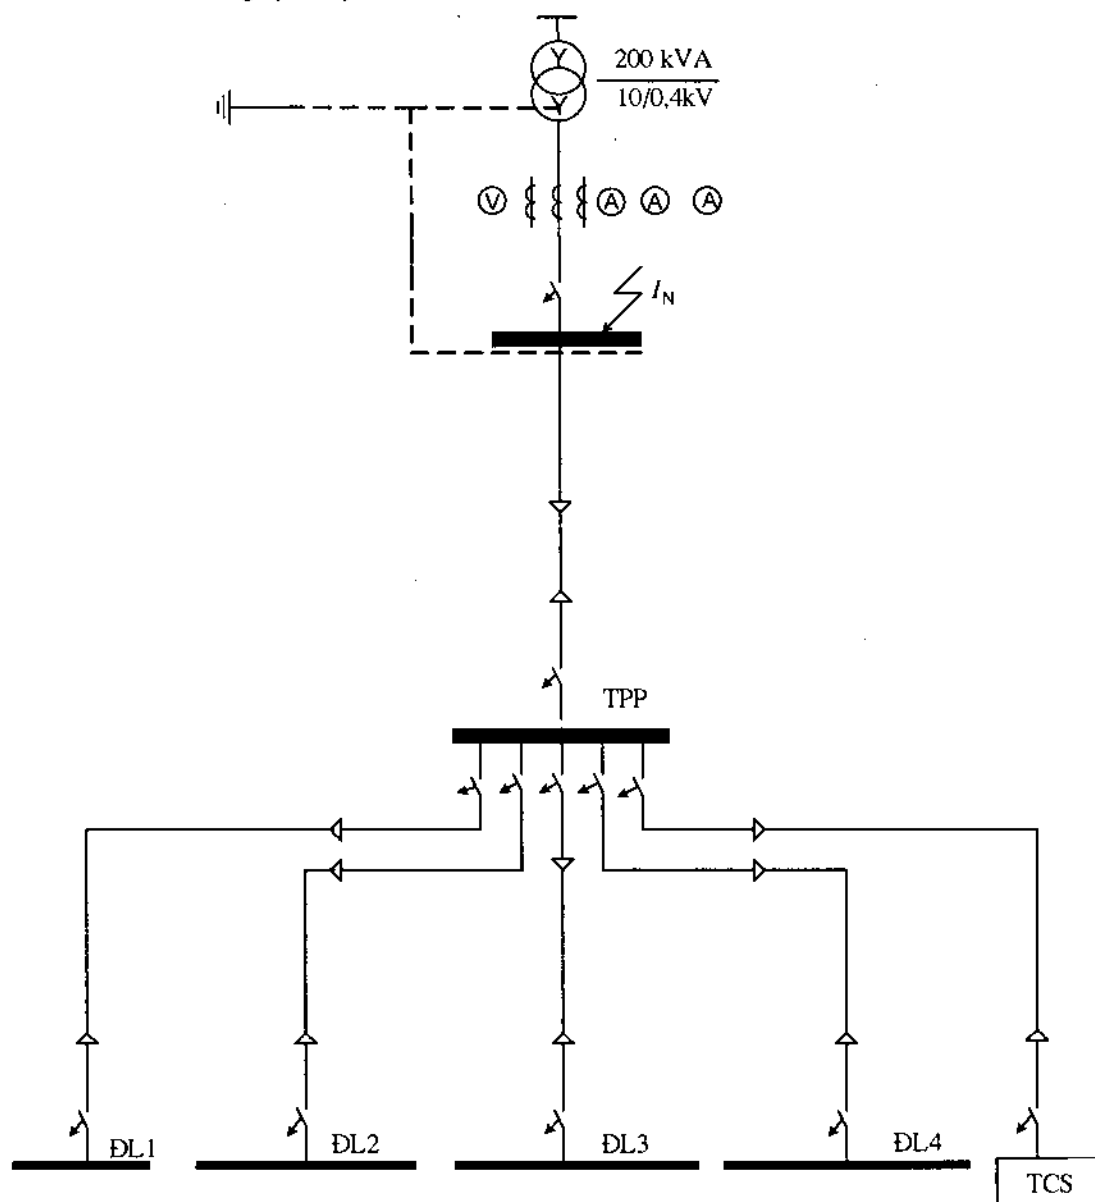 Y
200 kVA
Y
10/0,4kV
V A A A
I_N
TPP
ĐL1 ĐL2 ĐL3 ĐL4
TCS